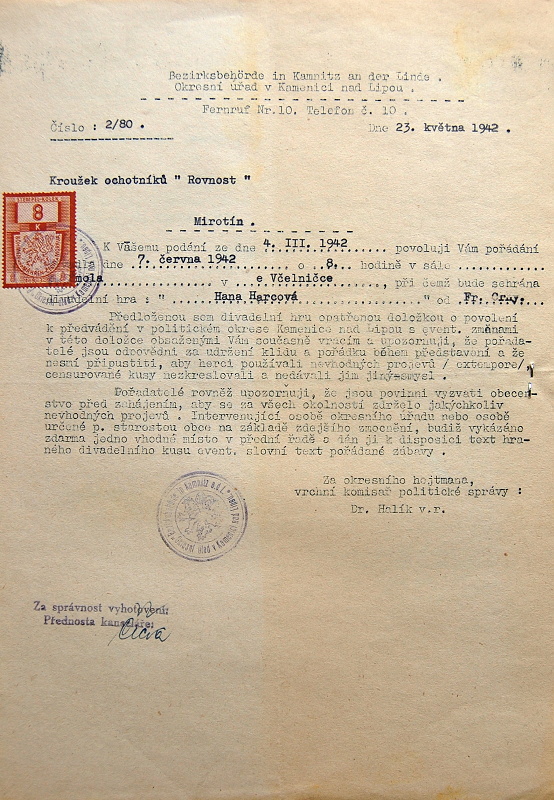 Bezirksbehörde in Kamnitz an der Linde .
Okresní úřad v Kamenici nad Lipou .
Fernruf Nr.10. Telefon č. 10 .
Číslo : 2/80 .
Dne 23. května 1942 .
Kroužek ochotníků " Rovnost "
Mirotín .
8
K
K Vašemu podání ze dne 4. III. 1942 povoluji Vám pořádání
dne 7. června 1942 o 8. hodině v sále
v e Včelničce , při čemž bude sehrána
divadelní hra : " Hana Harcová " od Fr. Crv.
Předloženou sem divadelní hru opatřenou doložkou o povolení
k předvádění v politickém okrese Kamenice nad Lipou s event. změnami
v této doložce obsaženými Vám současně vracím a upozorňuji, že pořada-
telé jsou odpovědni za udržení klidu a pořádku během představení a že
nesmí připustiti, aby herci používali nevhodných projevů / extempore/,
censurované kusy nezkreslovali a nedávali jim jiný smysl .
Pořadatelé rovněž upozorňuji, že jsou povinni vyzvati obecen-
stvo před zahájením, aby se za všech okolností zdrželo jakýchkoliv
nevhodných projevů . Intervenující osobě okresního úřadu nebo osobě
určené p. starostou obce na základě zdejšího zmocnění, budiž vykázáno
zdarma jedno vhodné místo v přední řadě a dán jí k disposici text hra-
ného divadelního kusu event. slovní text pořádané zábavy .
Za okresního hejtmana,
vrchní komisař politické správy :
Dr. Halík v.r.
Za správnost vyhotovení:
Přednosta kanceláře: